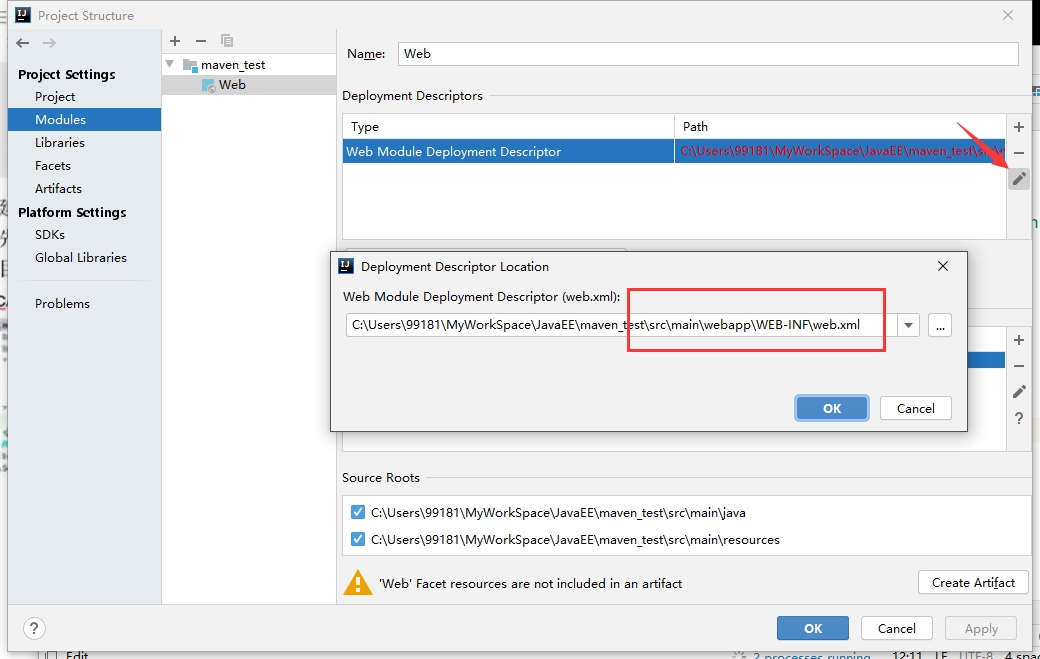 Project Structure
Project Settings
Project
Modules
Libraries
Facets
Artifacts
Platform Settings
SDKs
Global Libraries
Problems
maven_test
Web
Name: Web
Deployment Descriptors
Type Path
Web Module Deployment Descriptor C:\Users\99181\MyWorkSpace\JavaEE\maven_test\src\
Deployment Descriptor Location
Web Module Deployment Descriptor (web.xml):
C:\Users\99181\MyWorkSpace\JavaEE\maven_test\src\main\webapp\WEB-INF\web.xml
...
OK Cancel
Source Roots
C:\Users\99181\MyWorkSpace\JavaEE\maven_test\src\main\java
C:\Users\99181\MyWorkSpace\JavaEE\maven_test\src\main\resources
'Web' Facet resources are not included in an artifact
Create Artifact
? OK Cancel Apply
Edit 2 processes running 12:11 LF UTF-8 4 spac